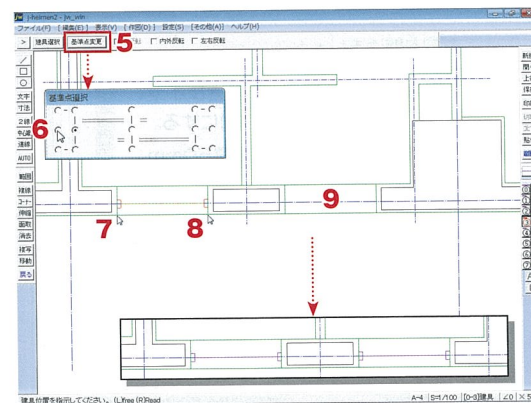 j-heimen2 - jw_win
ファイル(F) [編集(E)] 表示(V) [作図(D)] 設定(S) [その他(A)] ヘルプ(H)
> 建具選択 基準点変更 5 内外反転 左右反転
基準点選択
6
7 8 9
文字
寸法
2線
中心線
連線
AUTO
範囲
複線
コーナー
伸縮
面取
消去
複写
移動
戻る
建具位置を指示してください。 (L)free (R)Read
A-4 S=1/100 [0-3]建具 ∠0